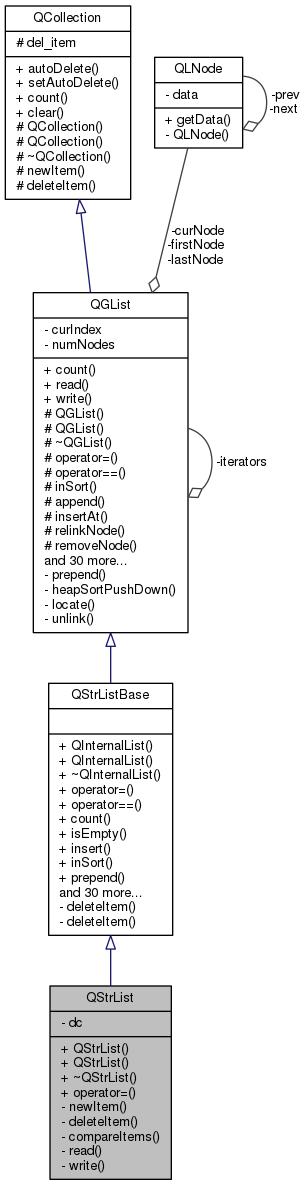 QCollection
# del_item
+ autoDelete()
+ setAutoDelete()
+ count()
+ clear()
# QCollection()
# QCollection()
# ~QCollection()
# newItem()
# deleteItem()
QLNode
- data
+ getData()
- QLNode()
-prev
-next
-curNode
-firstNode
-lastNode
QGList
- curIndex
- numNodes
+ count()
+ read()
+ write()
# QGList()
# QGList()
# ~QGList()
# operator=()
# operator==()
# inSort()
# append()
# insertAt()
# relinkNode()
# removeNode()
and 30 more...
- prepend()
- heapSortPushDown()
- locate()
- unlink()
-iterators
QStrListBase
+ QInternalList()
+ QInternalList()
+ ~QInternalList()
+ operator=()
+ operator==()
+ count()
+ isEmpty()
+ insert()
+ inSort()
+ prepend()
and 30 more...
- deleteItem()
- deleteItem()
QStrList
- dc
+ QStrList()
+ QStrList()
+ ~QStrList()
+ operator=()
- newItem()
- deleteItem()
- compareItems()
- read()
- write()